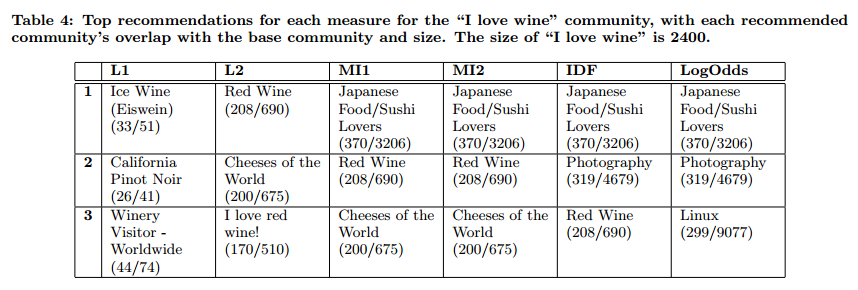 Table 4: Top recommendations for each measure for the “I love wine” community, with each recommended
community’s overlap with the base community and size. The size of “I love wine” is 2400.
L1 L2 MI1 MI2 IDF LogOdds
1 Ice Wine Red Wine Japanese Japanese Japanese Japanese
(Eiswein) (208/690) Food/Sushi Food/Sushi Food/Sushi Food/Sushi
(33/51) Lovers Lovers Lovers Lovers
(370/3206) (370/3206) (370/3206) (370/3206)
2 California Cheeses of the Red Wine Red Wine Photography Photography
Pinot Noir World (208/690) (208/690) (319/4679) (319/4679)
(26/41) (200/675)
3 Winery I love red Cheeses of the Cheeses of the Red Wine Linux
Visitor - wine! World World (208/690) (299/9077)
Worldwide (170/510) (200/675) (200/675)
(44/74)